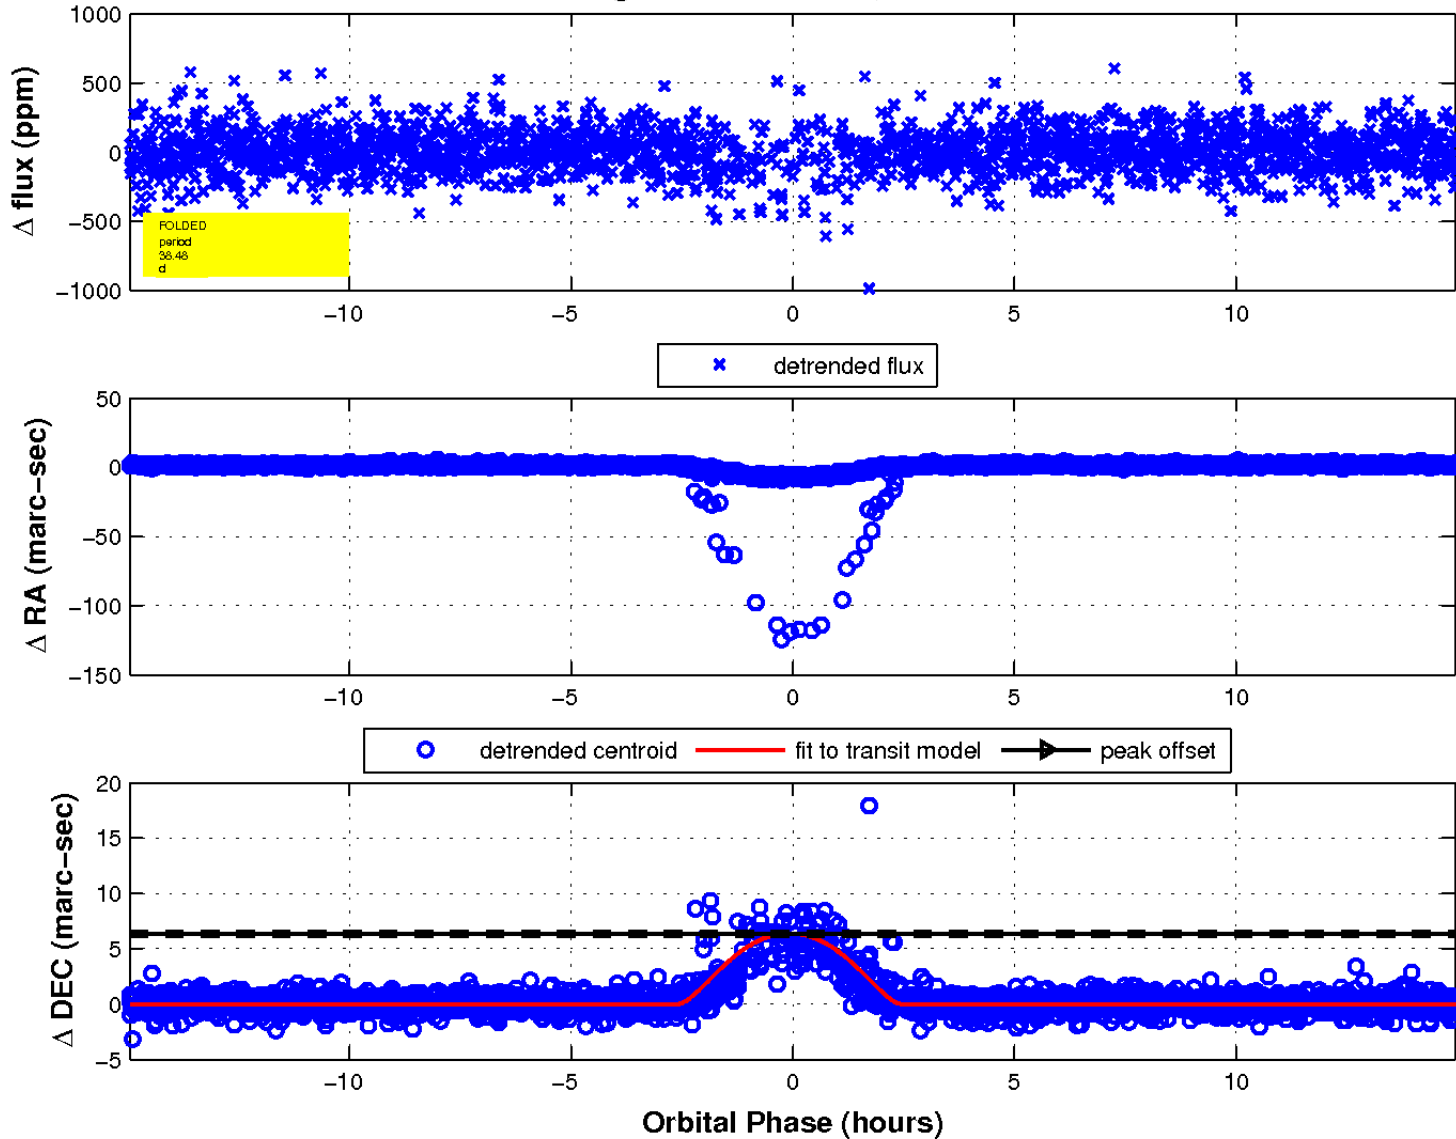 1000
500
0
−500
−1000
Δ flux (ppm)
FOLDED
period
38.48
d
−10 −5 0 5 10
detrended flux
50
0
−50
−100
−150
Δ RA (marc−sec)
−10 −5 0 5 10
detrended centroid fit to transit model peak offset
20
15
10
5
0
−5
Δ DEC (marc−sec)
−10 −5 0 5 10
Orbital Phase (hours)